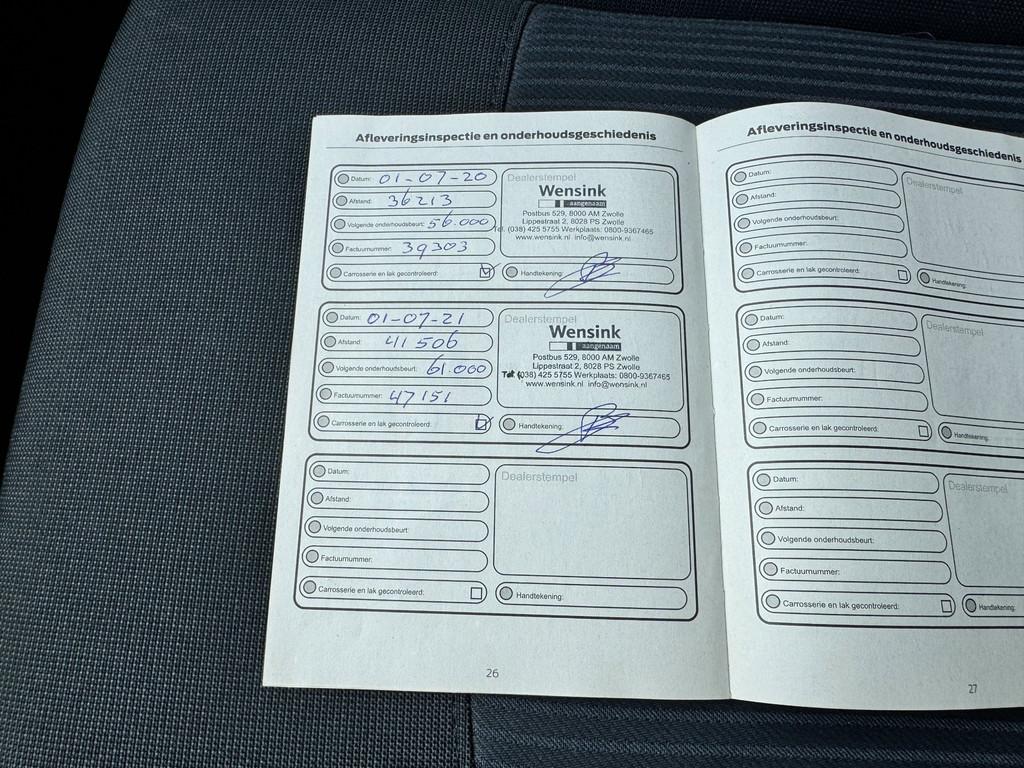 Afleveringsinspectie en onderhoudsgeschiedenis
Datum: 01-07-20
Afstand: 36213
Volgende onderhoudsbeurt: 56.000
Factuurnummer: 39303
Carrosserie en lak gecontroleerd:
Dealerstempel
Wensink
aangenaam
Postbus 529, 8000 AM Zwolle
Lippestraat 2, 8028 PS Zwolle
Tel. (038) 425 5755 Werkplaats: 0800-9367465
www.wensink.nl info@wensink.nl
Handtekening:
Datum: 01-07-21
Afstand: 41506
Volgende onderhoudsbeurt: 61.000
Factuurnummer: 47151
Carrosserie en lak gecontroleerd:
Dealerstempel
Wensink
aangenaam
Postbus 529, 8000 AM Zwolle
Lippestraat 2, 8028 PS Zwolle
Tel. (038) 425 5755 Werkplaats: 0800-9367465
www.wensink.nl info@wensink.nl
Handtekening:
Datum:
Afstand:
Volgende onderhoudsbeurt:
Factuurnummer:
Carrosserie en lak gecontroleerd:
Dealerstempel
Handtekening:
26
Afleveringsinspectie en onderhoudsgeschiedenis
Datum:
Afstand:
Volgende onderhoudsbeurt:
Factuurnummer:
Carrosserie en lak gecontroleerd:
Dealerstempel
Handtekening:
Datum:
Afstand:
Volgende onderhoudsbeurt:
Factuurnummer:
Carrosserie en lak gecontroleerd:
Dealerstempel
Handtekening:
Datum:
Afstand:
Volgende onderhoudsbeurt:
Factuurnummer:
Carrosserie en lak gecontroleerd:
Dealerstempel
Handtekening:
27